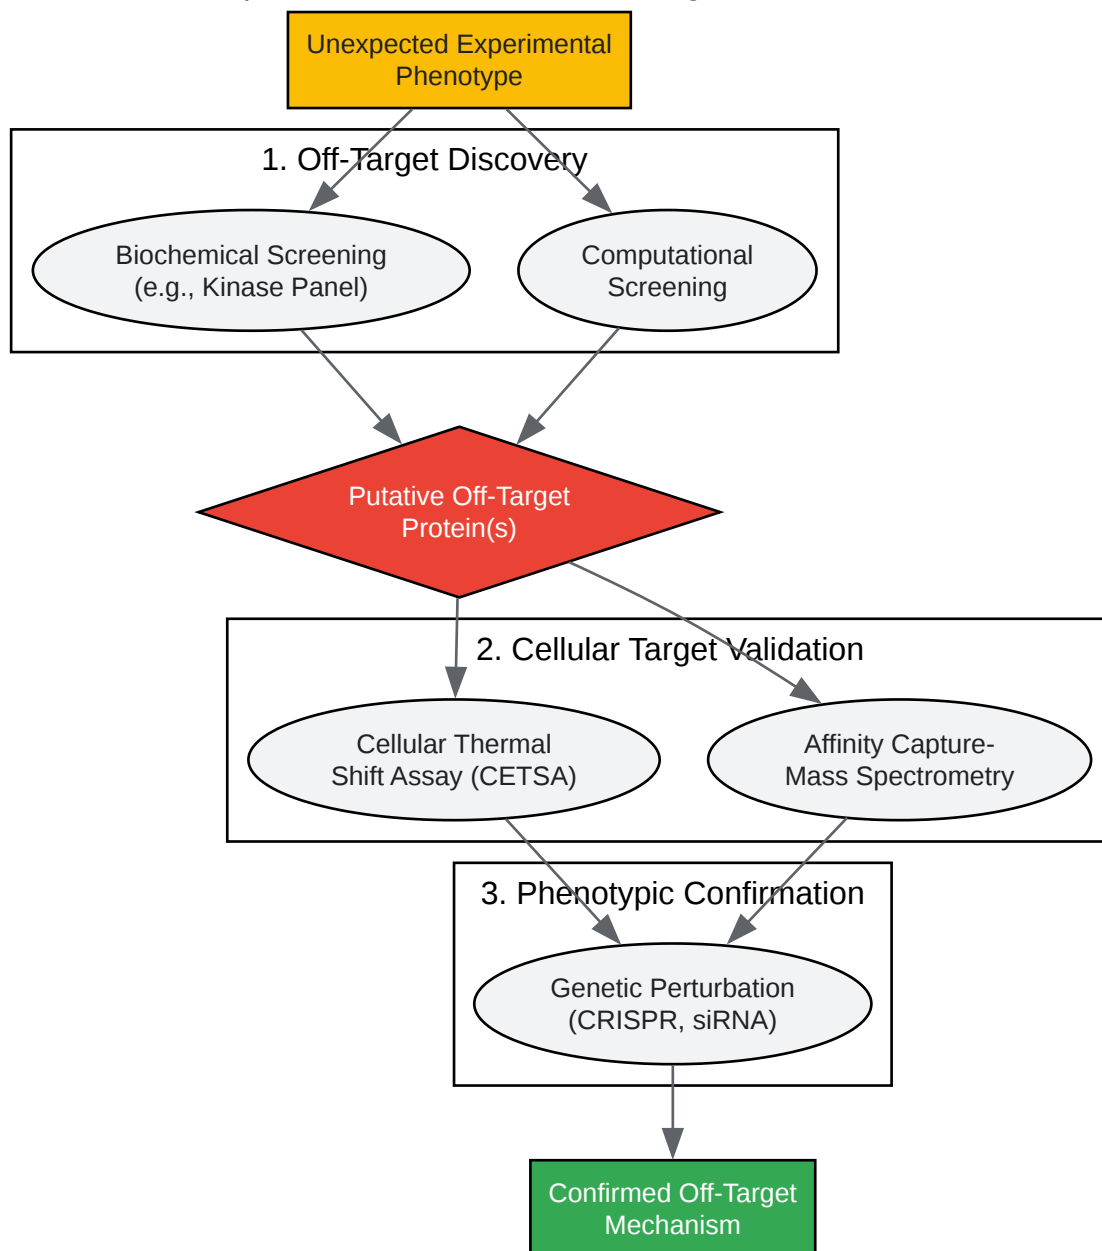 Unexpected Experimental
Phenotype
1. Off-Target Discovery
Biochemical Screening
(e.g., Kinase Panel)
Computational
Screening
Putative Off-Target
Protein(s)
2. Cellular Target Validation
Cellular Thermal
Shift Assay (CETSA)
Affinity Capture-
Mass Spectrometry
3. Phenotypic Confirmation
Genetic Perturbation
(CRISPR, siRNA)
Confirmed Off-Target
Mechanism